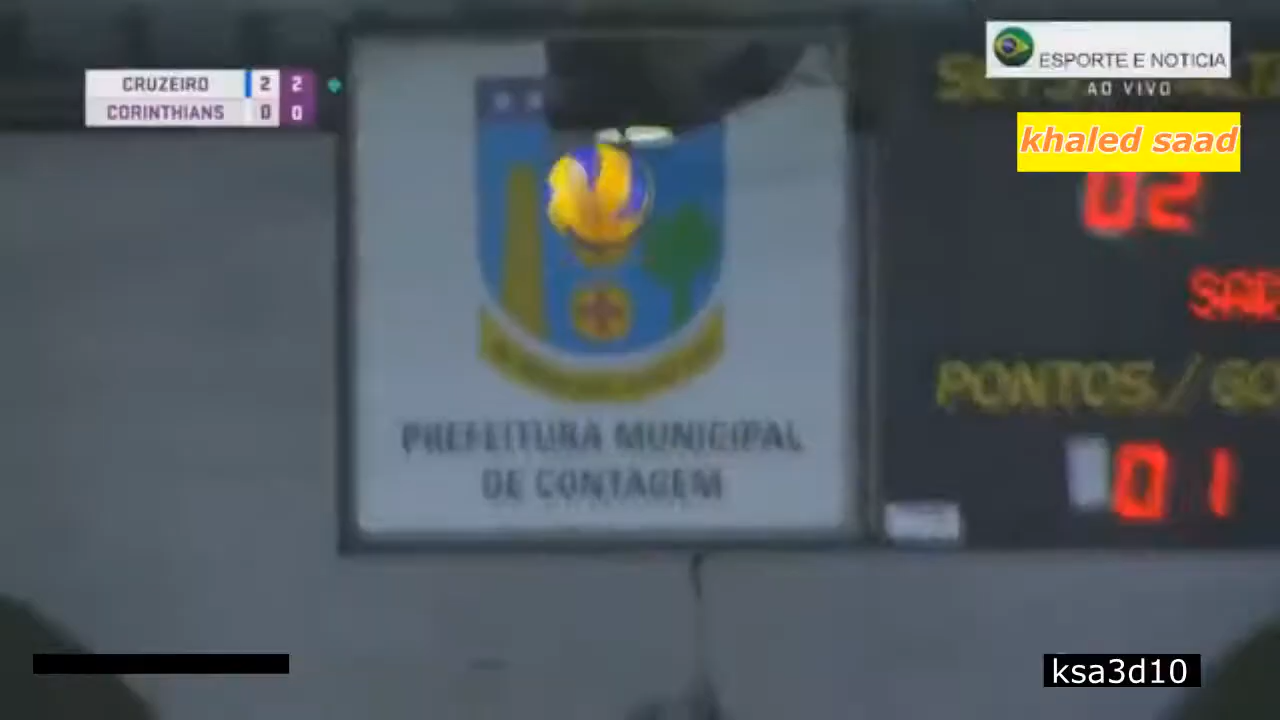 CRUZEIRO 2 2
CORINTHIANS 0 0
ESPORTE E NOTICIA
AO VIVO
khaled saad
02
PONTOS/GO
PREFEITURA MUNICIPAL
DE CONTAGEM
01
ksa3d10